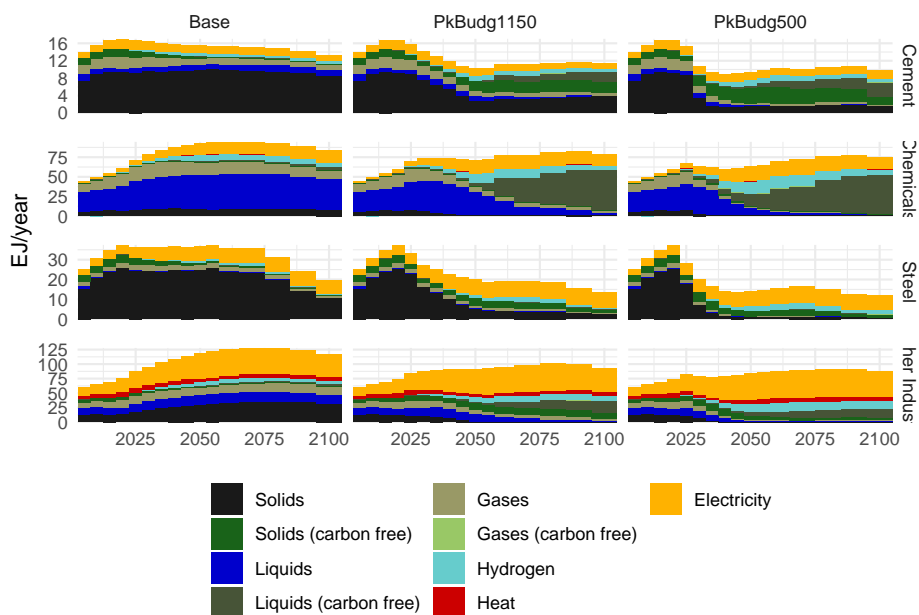 Base PkBudg1150 PkBudg500
16
12
8
4
0
Cement
75
50
25
0
Chemicals
30
20
10
0
Steel
125
100
75
50
25
0
her Indus
EJ/year
2025 2050 2075 2100 2025 2050 2075 2100 2025 2050 2075 2100
Solids Gases Electricity
Solids (carbon free) Gases (carbon free)
Liquids Hydrogen
Liquids (carbon free) Heat